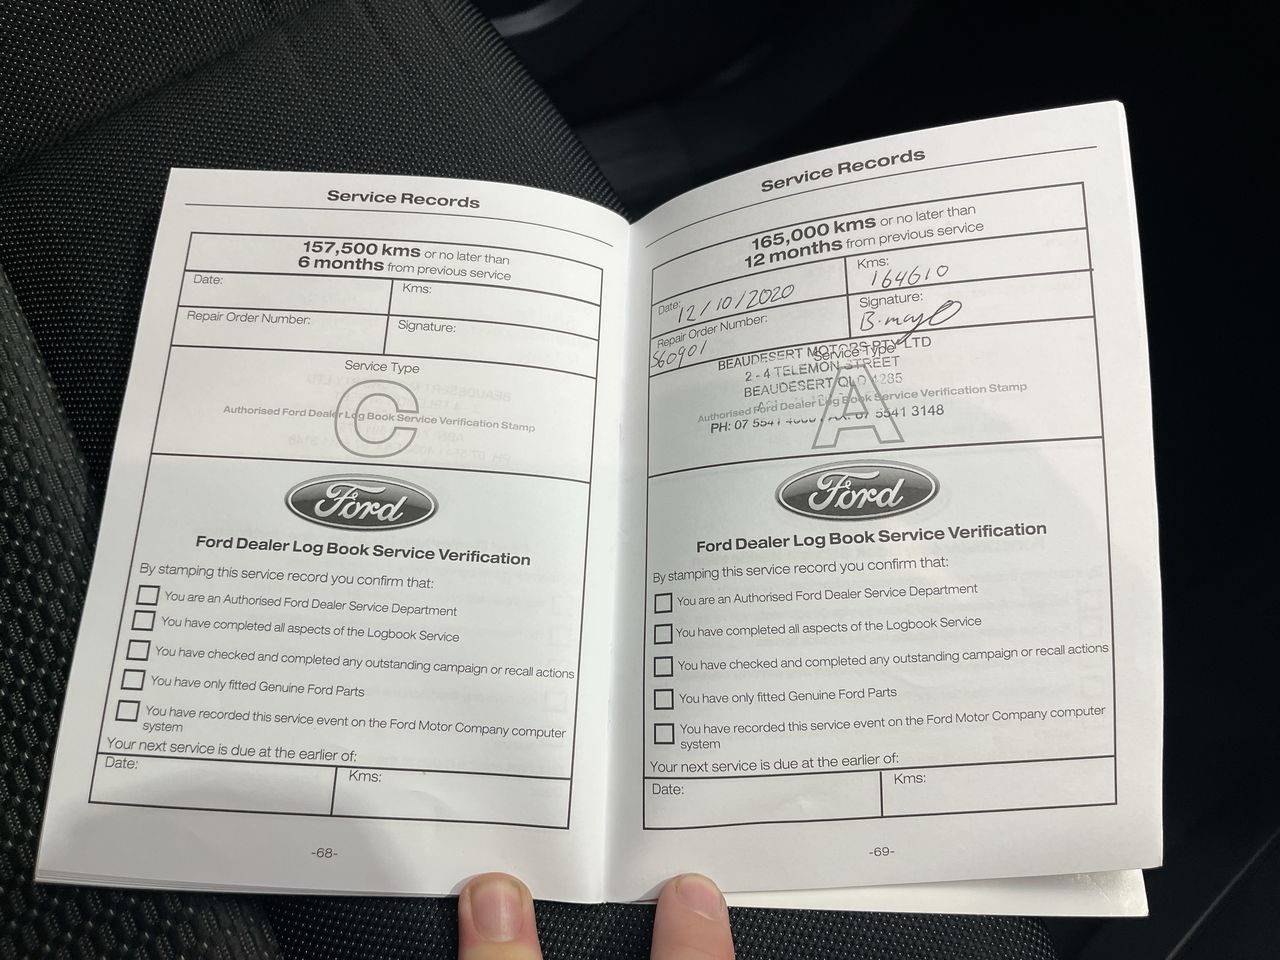 Service Records
157,500 kms or no later than
6 months from previous service
Date:
Kms:
Repair Order Number:
Signature:
Service Type
C
Authorised Ford Dealer Log Book Service Verification Stamp
Ford
Ford Dealer Log Book Service Verification
By stamping this service record you confirm that:
You are an Authorised Ford Dealer Service Department
You have completed all aspects of the Logbook Service
You have checked and completed any outstanding campaign or recall actions
You have only fitted Genuine Ford Parts
You have recorded this service event on the Ford Motor Company computer
system
Your next service is due at the earlier of:
Date:
Kms:
-68-
Service Records
165,000 kms or no later than
12 months from previous service
Date: 12/10/2020
Kms:
164610
Repair Order Number:
S60901
Signature:
Service Type
BEAUDESERT MOTORS PTY LTD
2 - 4 TELEMON STREET
BEAUDESERT QLD 4285
A
Authorised Ford Dealer Log Book Service Verification Stamp
PH: 07 5541 07 5541 3148
Ford
Ford Dealer Log Book Service Verification
By stamping this service record you confirm that:
You are an Authorised Ford Dealer Service Department
You have completed all aspects of the Logbook Service
You have checked and completed any outstanding campaign or recall actions
You have only fitted Genuine Ford Parts
You have recorded this service event on the Ford Motor Company computer
system
Your next service is due at the earlier of:
Date:
Kms:
-69-